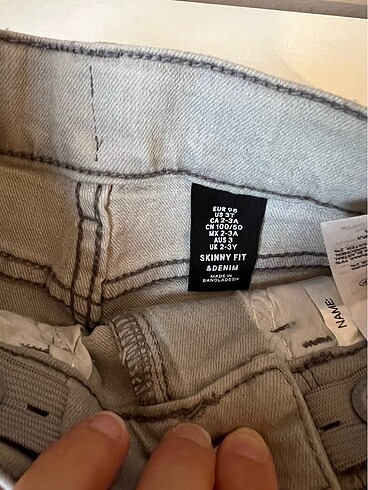 EUR 98
US 3T
CA 2-3A
CN 100/50
MX 2-3A
AUS 3
UK 2-3Y
SKINNY FIT
&DENIM
MADE IN
BANGLADESH
NAME